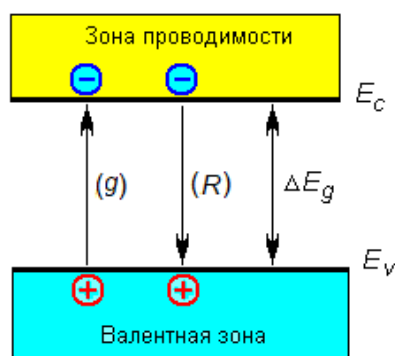 Зона проводимости
− −
E_c
(g) (R) ΔE_g
E_v
+ +
Валентная зона